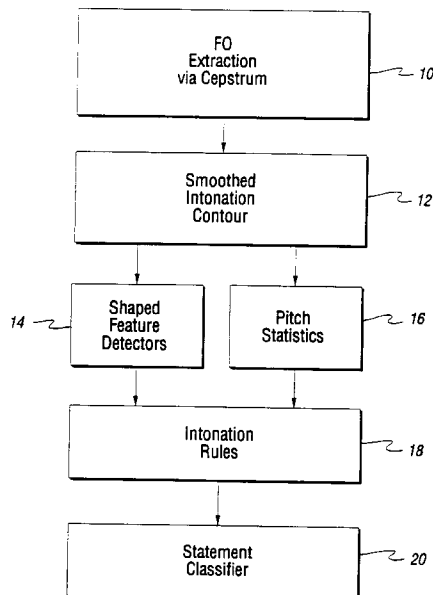 FO
Extraction
via Cepstrum
10
Smoothed
Intonation
Contour
12
14
Shaped
Feature
Detectors
Pitch
Statistics
16
Intonation
Rules
18
Statement
Classifier
20